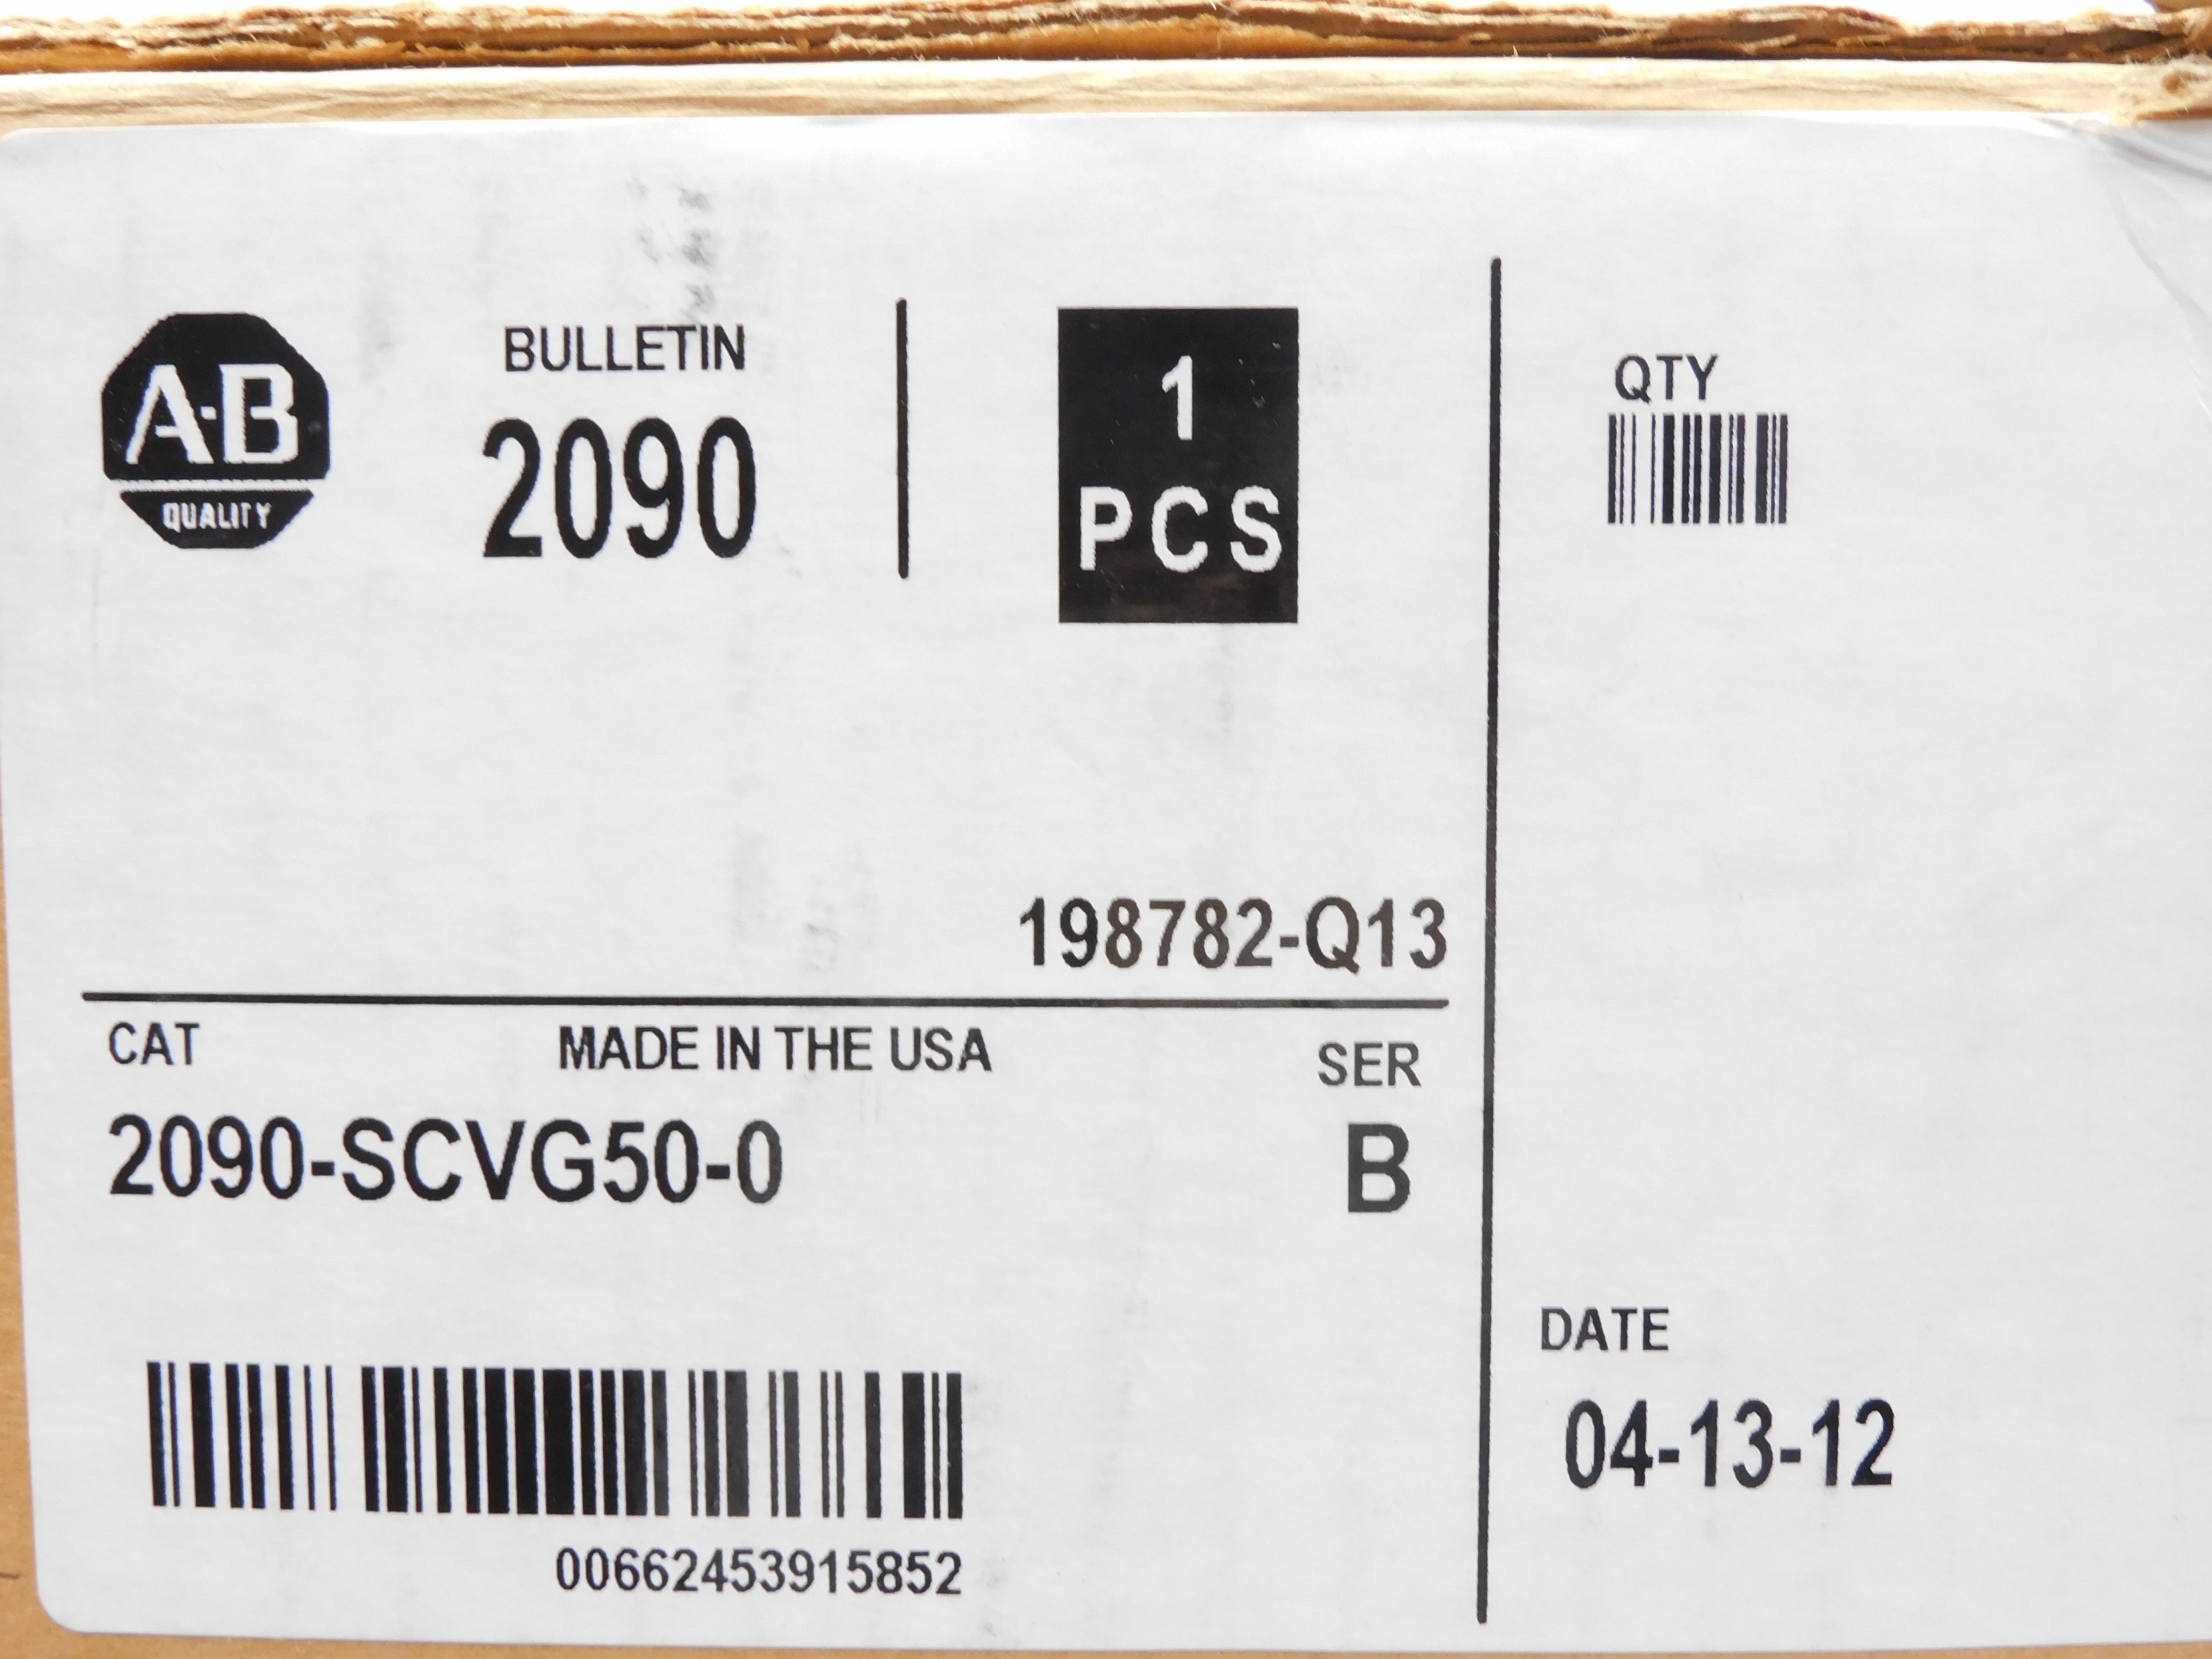 A-B
QUALITY
BULLETIN
2090
1
PCS
QTY
198782-Q13
CAT
MADE IN THE USA
SER
2090-SCVG50-0
B
DATE
04-13-12
00662453915852